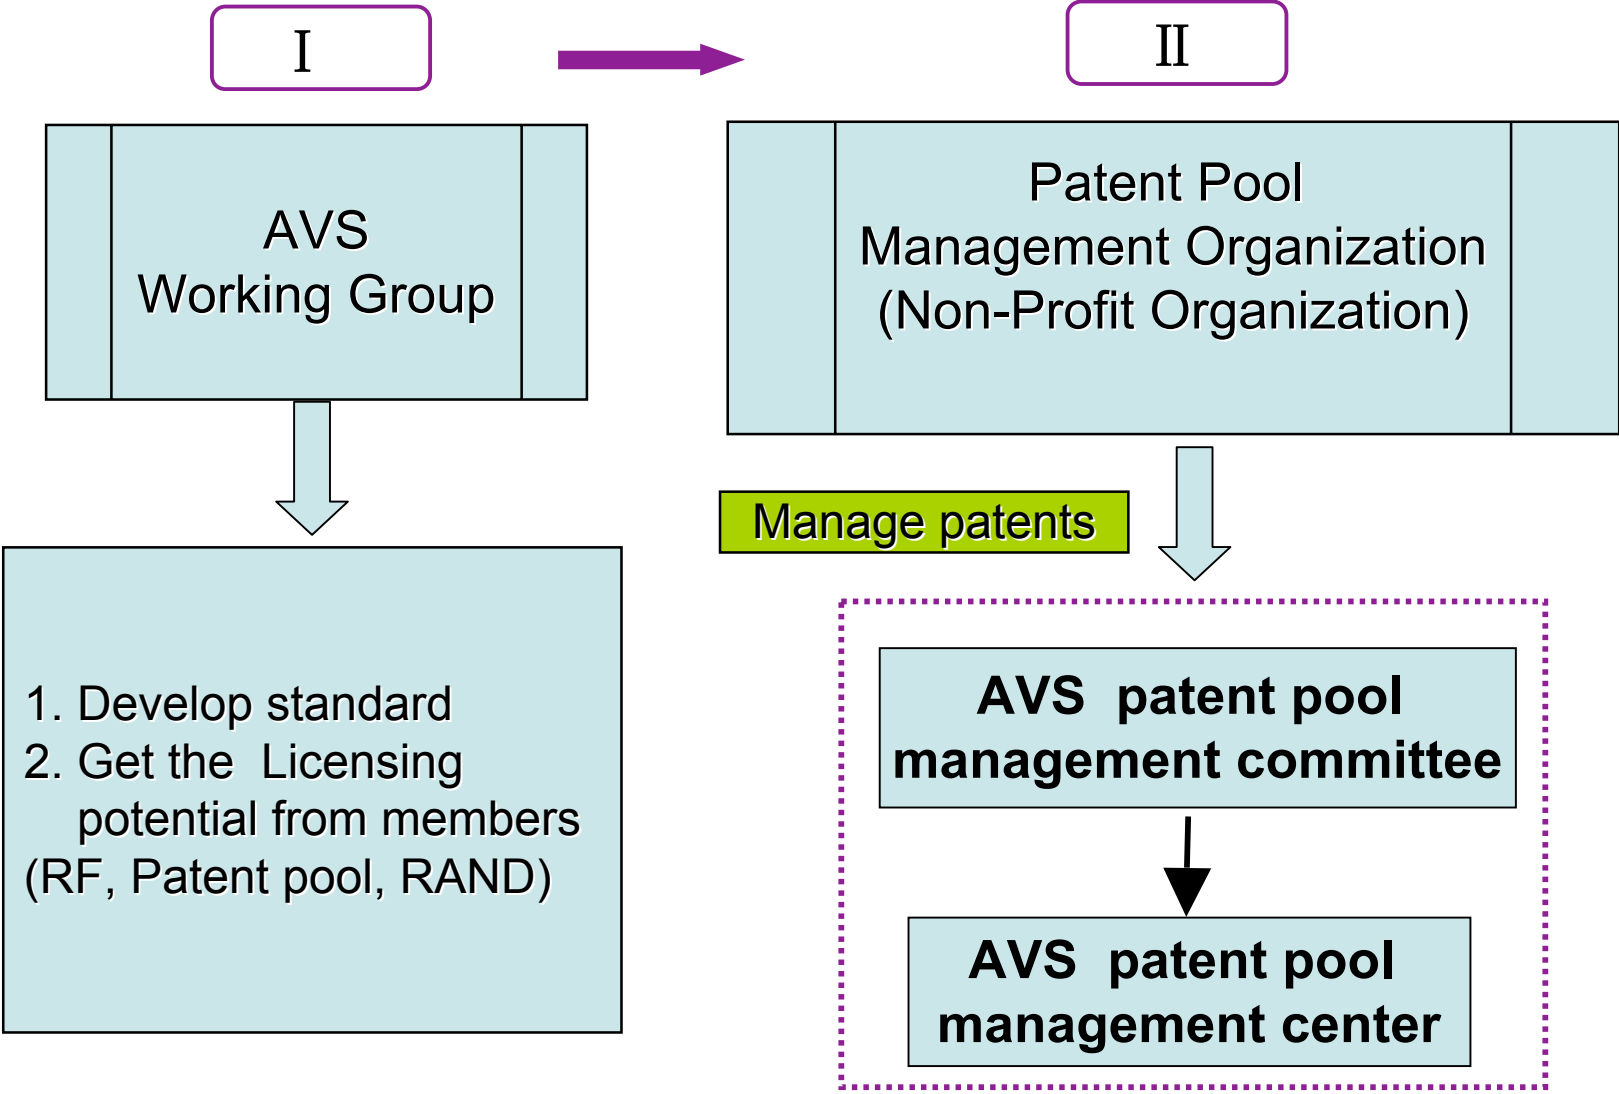 I
II
AVS
Working Group
Patent Pool
Management Organization
(Non-Profit Organization)
Manage patents
1. Develop standard
2. Get the Licensing
potential from members
(RF, Patent pool, RAND)
AVS patent pool
management committee
AVS patent pool
management center